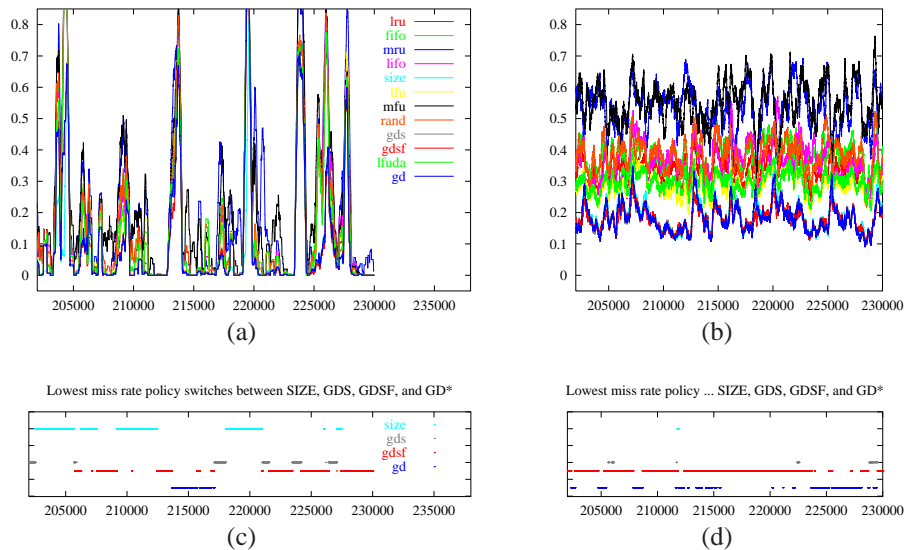 0.8
0.7
0.6
0.5
0.4
0.3
0.2
0.1
0
205000 210000 215000 220000 225000 230000 235000
lru
fifo
mru
lifo
size
lfu
mfu
rand
gds
gdsf
lfuda
gd
(a)
0.8
0.7
0.6
0.5
0.4
0.3
0.2
0.1
0
205000 210000 215000 220000 225000 230000
(b)
Lowest miss rate policy switches between SIZE, GDS, GDSF, and GD*
size
gds
gdsf
gd
205000 210000 215000 220000 225000 230000 235000
(c)
Lowest miss rate policy ... SIZE, GDS, GDSF, and GD*
205000 210000 215000 220000 225000 230000
(d)